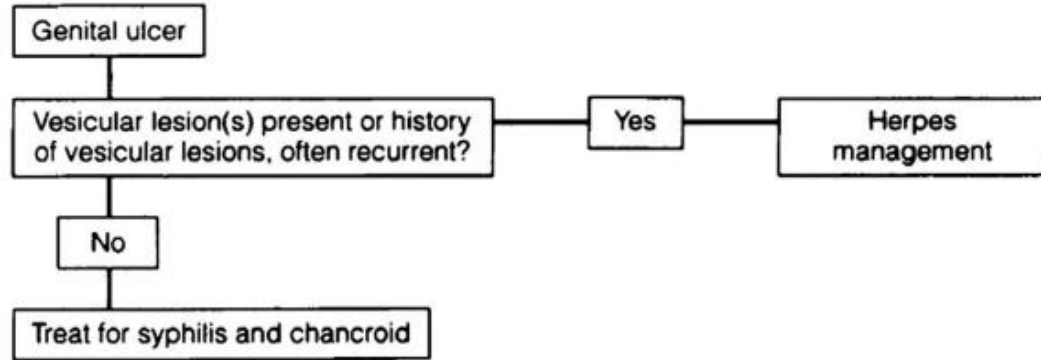 Genital ulcer
Vesicular lesion(s) present or history
of vesicular lesions, often recurrent?
Yes
Herpes
management
No
Treat for syphilis and chancroid